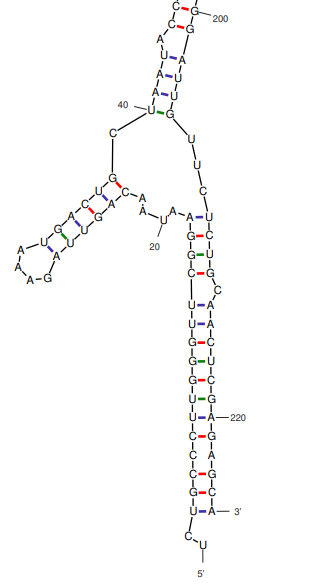 C G
200
C G
A
U A
A U
A U
40 U G
C U
U
G
U C C
C A A
A G A U A A U
20
G U G C
U U
A A G U
A C G
A G
C
U A
U A
G C
G U
G C
U G
U A 220
C G
C A
C G
G C
U A 3'
C
U
5'